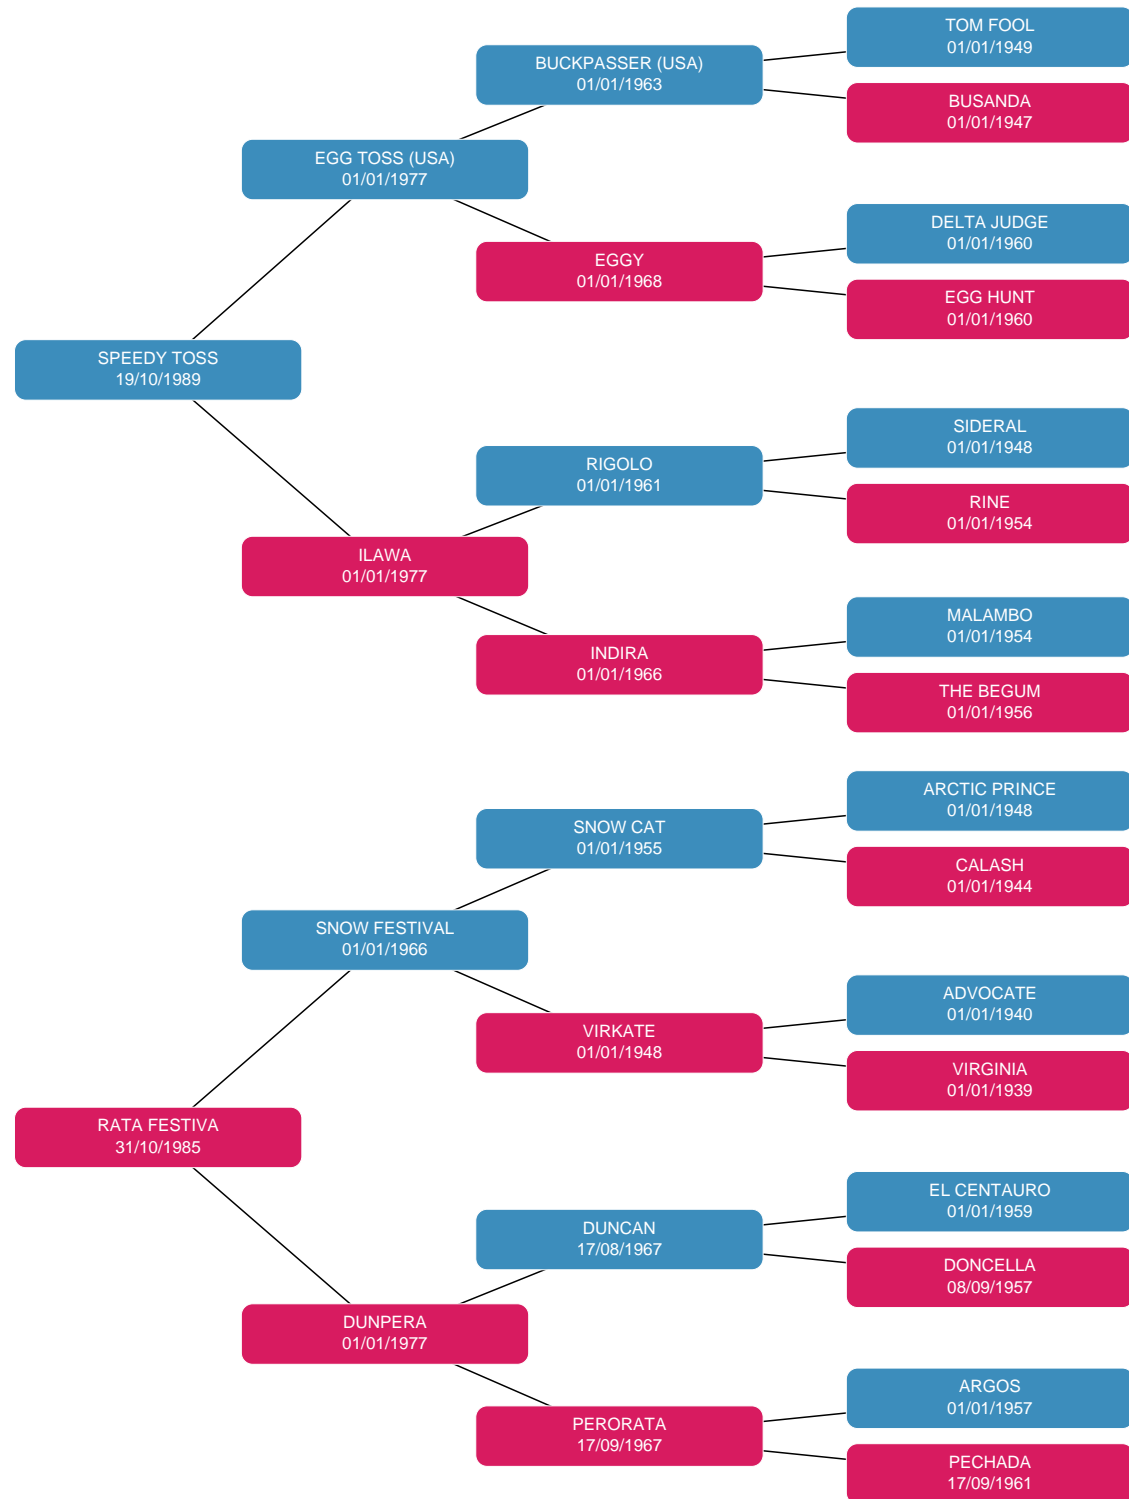 TOM FOOL
01/01/1949
BUCKPASSER (USA)
01/01/1963
BUSANDA
01/01/1947
EGG TOSS (USA)
01/01/1977
DELTA JUDGE
01/01/1960
EGGY
01/01/1968
EGG HUNT
01/01/1960
SPEEDY TOSS
19/10/1989
SIDERAL
01/01/1948
RIGOLO
01/01/1961
RINE
01/01/1954
ILAWA
01/01/1977
MALAMBO
01/01/1954
INDIRA
01/01/1966
THE BEGUM
01/01/1956
ARCTIC PRINCE
01/01/1948
SNOW CAT
01/01/1955
CALASH
01/01/1944
SNOW FESTIVAL
01/01/1966
ADVOCATE
01/01/1940
VIRKATE
01/01/1948
VIRGINIA
01/01/1939
RATA FESTIVA
31/10/1985
EL CENTAURO
01/01/1959
DUNCAN
17/08/1967
DONCELLA
08/09/1957
DUNPERA
01/01/1977
ARGOS
01/01/1957
PERORATA
17/09/1967
PECHADA
17/09/1961